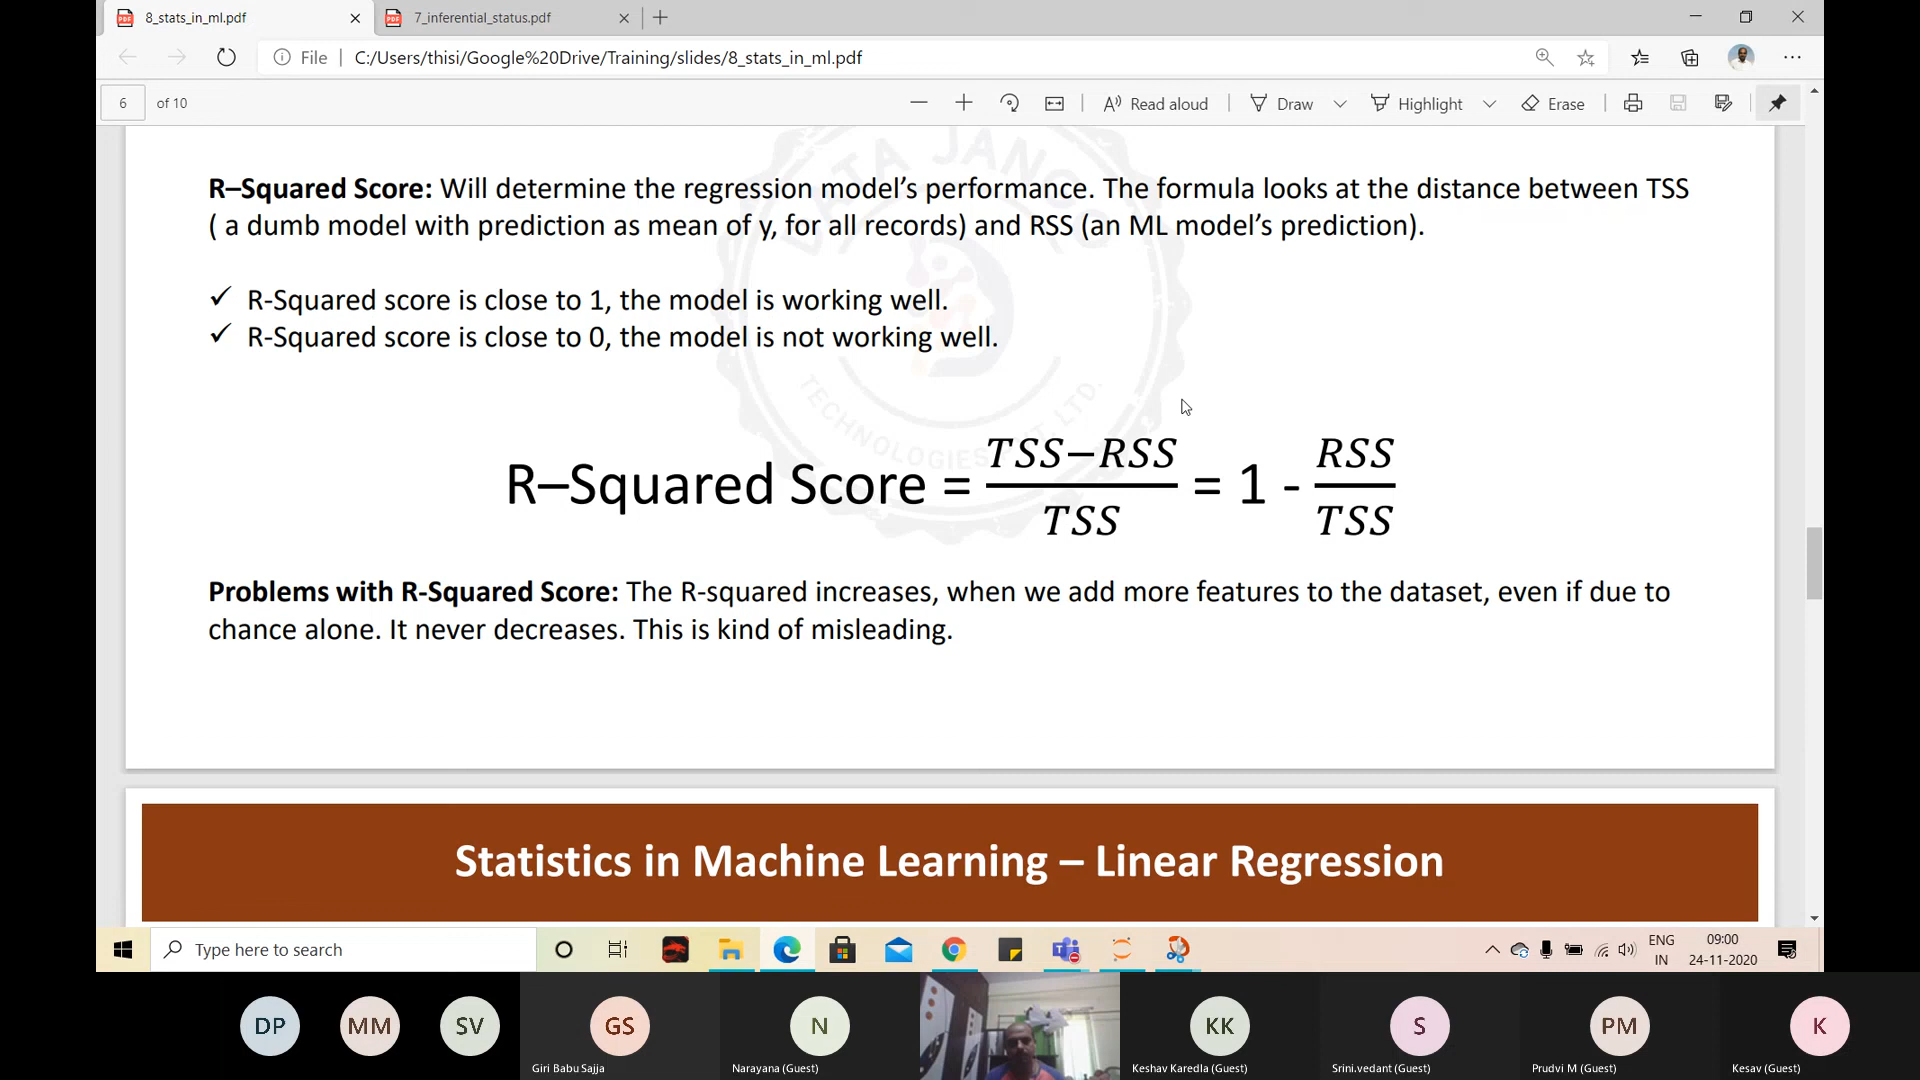 8_stats_in_ml.pdf
7_inferential_status.pdf
File
C:/Users/thisi/Google%20Drive/Training/slides/8_stats_in_ml.pdf
6
of 10
Read aloud
Draw
Highlight
Erase
DATA JANGO
TECHNOLOGIES PVT. LTD.
R–Squared Score: Will determine the regression model’s performance. The formula looks at the distance between TSS
( a dumb model with prediction as mean of y, for all records) and RSS (an ML model’s prediction).
✓ R-Squared score is close to 1, the model is working well.
✓ R-Squared score is close to 0, the model is not working well.
R–Squared Score = TSS−RSS / TSS = 1 - RSS / TSS
Problems with R-Squared Score: The R-squared increases, when we add more features to the dataset, even if due to
chance alone. It never decreases. This is kind of misleading.
Statistics in Machine Learning – Linear Regression
Type here to search
ENG
IN
09:00
24-11-2020
DP
MM
SV
GS
N
KK
S
PM
K
Giri Babu Sajja
Narayana (Guest)
Keshav Karedla (Guest)
Srini.vedant (Guest)
Prudvi M (Guest)
Kesav (Guest)